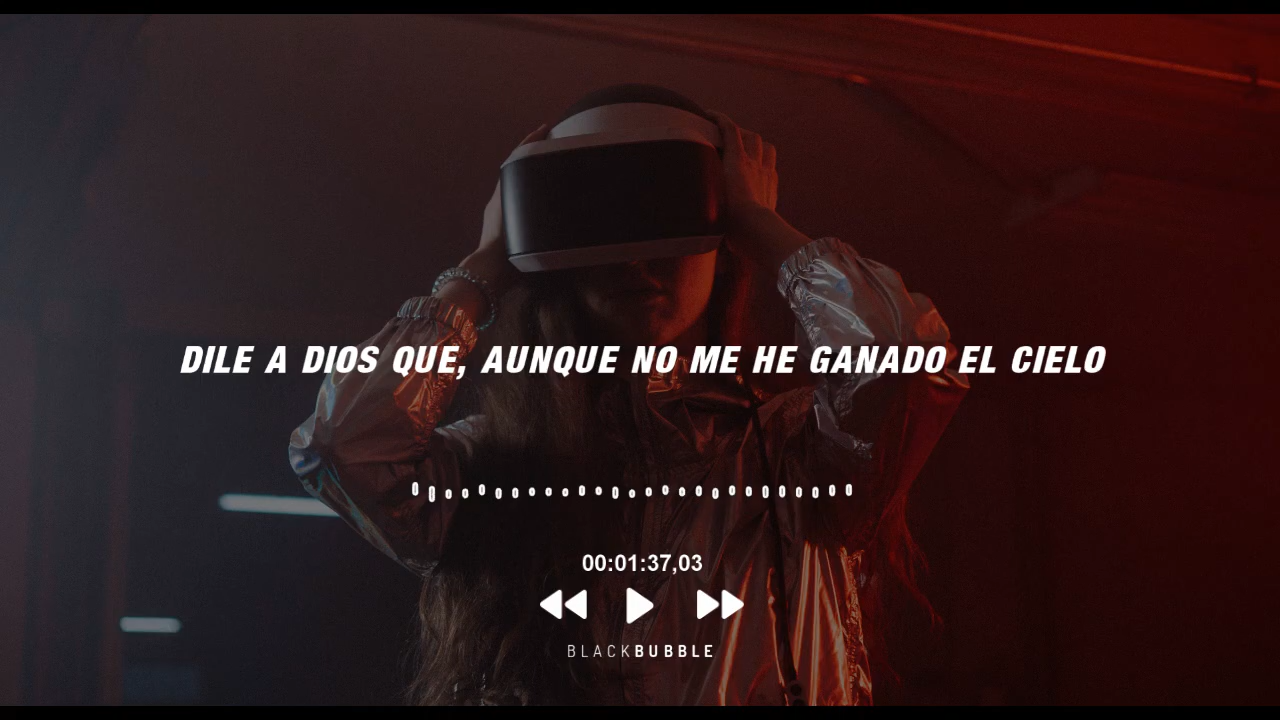 DILE A DIOS QUE, AUNQUE NO ME HE GANADO EL CIELO
00:01:37,03
BLACKBUBBLE